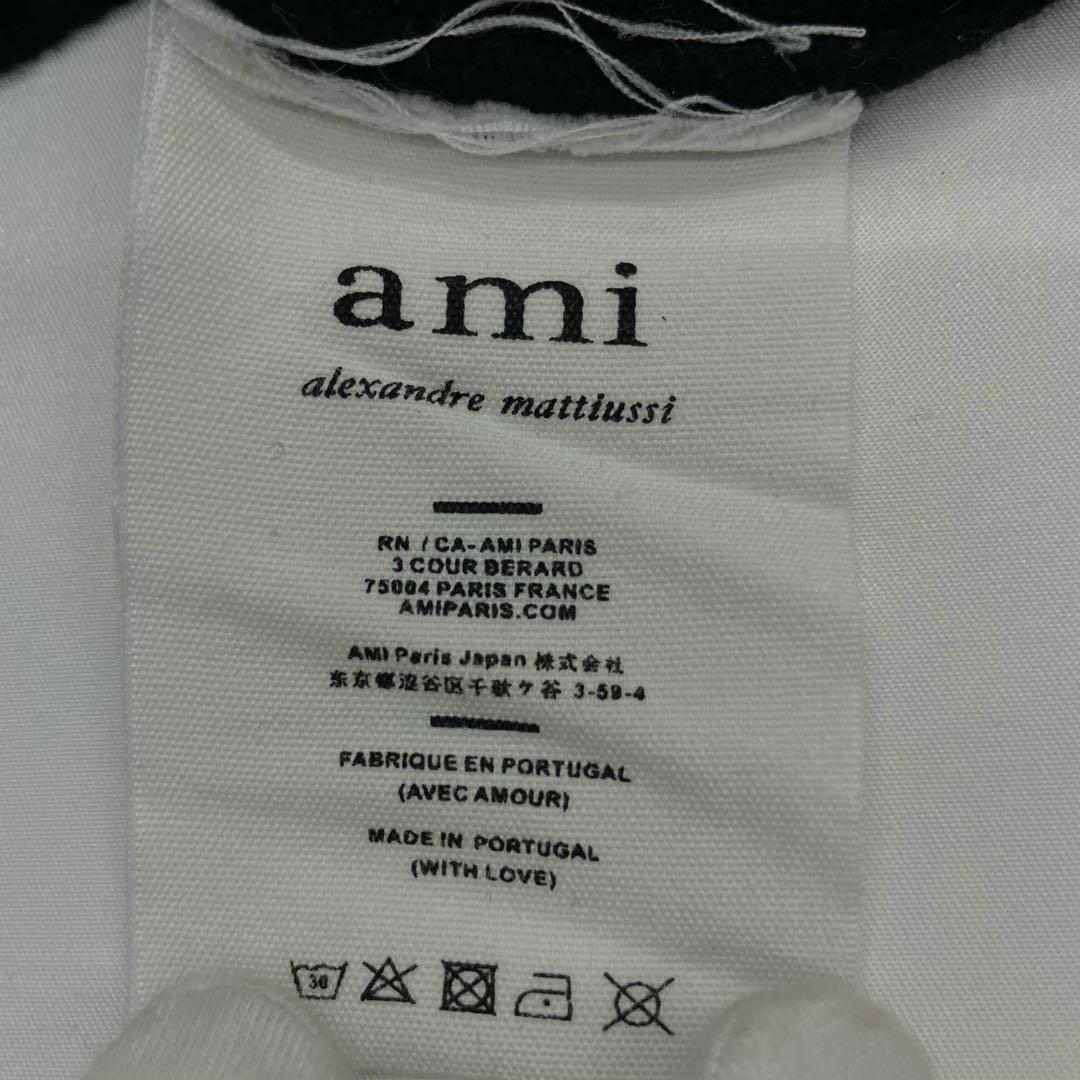 ami
alexandre mattiussi
RN / CA-AMI PARIS
3 COUR BERARD
75004 PARIS FRANCE
AMIPARIS.COM
AMI Paris Japan 株式会社
东京都涩谷区千駄ケ谷 3-59-4
FABRIQUE EN PORTUGAL
(AVEC AMOUR)
MADE IN PORTUGAL
(WITH LOVE)
30